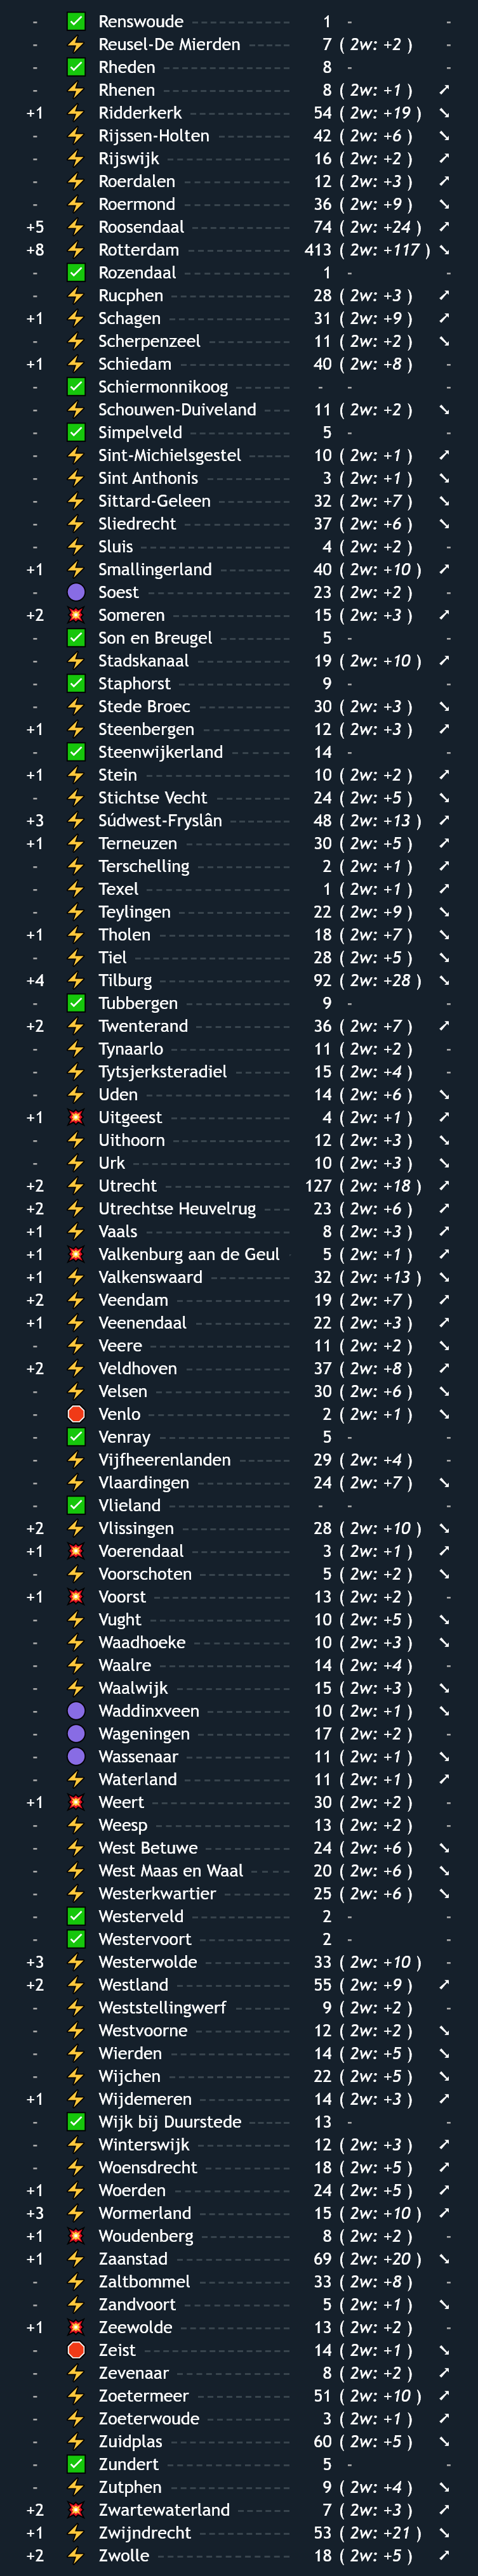 - ✅ Renswoude 1 - -
- ⚡ Reusel-De Mierden 7 ( 2w: +2 ) -
- ✅ Rheden 8 - -
- ⚡ Rhenen 8 ( 2w: +1 ) ➚
+1 ⚡ Ridderkerk 54 ( 2w: +19 ) ➘
- ⚡ Rijssen-Holten 42 ( 2w: +6 ) ➘
- ⚡ Rijswijk 16 ( 2w: +2 ) ➚
- ⚡ Roerdalen 12 ( 2w: +3 ) ➚
- ⚡ Roermond 36 ( 2w: +9 ) ➘
+5 ⚡ Roosendaal 74 ( 2w: +24 ) ➚
+8 ⚡ Rotterdam 413 ( 2w: +117 ) ➘
- ✅ Rozendaal 1 - -
- ⚡ Rucphen 28 ( 2w: +3 ) ➚
+1 ⚡ Schagen 31 ( 2w: +9 ) ➚
- ⚡ Scherpenzeel 11 ( 2w: +2 ) ➘
+1 ⚡ Schiedam 40 ( 2w: +8 ) -
- ✅ Schiermonnikoog - - -
- ⚡ Schouwen-Duiveland 11 ( 2w: +2 ) ➘
- ✅ Simpelveld 5 - -
- ⚡ Sint-Michielsgestel 10 ( 2w: +1 ) ➚
- ⚡ Sint Anthonis 3 ( 2w: +1 ) ➘
- ⚡ Sittard-Geleen 32 ( 2w: +7 ) ➘
- ⚡ Sliedrecht 37 ( 2w: +6 ) ➘
- ⚡ Sluis 4 ( 2w: +2 ) -
+1 ⚡ Smallingerland 40 ( 2w: +10 ) ➚
- 🟣 Soest 23 ( 2w: +2 ) -
+2 💥 Someren 15 ( 2w: +3 ) ➚
- ✅ Son en Breugel 5 - -
- ⚡ Stadskanaal 19 ( 2w: +10 ) ➚
- ✅ Staphorst 9 - -
- ⚡ Stede Broec 30 ( 2w: +3 ) ➘
+1 ⚡ Steenbergen 12 ( 2w: +3 ) ➚
- ✅ Steenwijkerland 14 - -
+1 ⚡ Stein 10 ( 2w: +2 ) ➚
- ⚡ Stichtse Vecht 24 ( 2w: +5 ) ➘
+3 ⚡ Súdwest-Fryslân 48 ( 2w: +13 ) ➚
+1 ⚡ Terneuzen 30 ( 2w: +5 ) ➚
- ⚡ Terschelling 2 ( 2w: +1 ) ➚
- ⚡ Texel 1 ( 2w: +1 ) ➚
- ⚡ Teylingen 22 ( 2w: +9 ) ➘
+1 ⚡ Tholen 18 ( 2w: +7 ) ➘
- ⚡ Tiel 28 ( 2w: +5 ) ➘
+4 ⚡ Tilburg 92 ( 2w: +28 ) ➘
- ✅ Tubbergen 9 - -
+2 ⚡ Twenterand 36 ( 2w: +7 ) ➚
- ⚡ Tynaarlo 11 ( 2w: +2 ) -
- ⚡ Tytsjerksteradiel 15 ( 2w: +4 ) -
- ⚡ Uden 14 ( 2w: +6 ) ➘
+1 💥 Uitgeest 4 ( 2w: +1 ) ➚
- ⚡ Uithoorn 12 ( 2w: +3 ) ➘
- ⚡ Urk 10 ( 2w: +3 ) ➘
+2 ⚡ Utrecht 127 ( 2w: +18 ) ➚
+2 ⚡ Utrechtse Heuvelrug 23 ( 2w: +6 ) ➚
+1 ⚡ Vaals 8 ( 2w: +3 ) ➚
+1 💥 Valkenburg aan de Geul 5 ( 2w: +1 ) ➚
+1 ⚡ Valkenswaard 32 ( 2w: +13 ) ➘
+2 ⚡ Veendam 19 ( 2w: +7 ) ➚
+1 ⚡ Veenendaal 22 ( 2w: +3 ) ➚
- ⚡ Veere 11 ( 2w: +2 ) ➘
+2 ⚡ Veldhoven 37 ( 2w: +8 ) ➚
- ⚡ Velsen 30 ( 2w: +6 ) ➘
- 🛑 Venlo 2 ( 2w: +1 ) ➘
- ✅ Venray 5 - -
- ⚡ Vijfheerenlanden 29 ( 2w: +4 ) -
- ⚡ Vlaardingen 24 ( 2w: +7 ) ➘
- ✅ Vlieland - - -
+2 ⚡ Vlissingen 28 ( 2w: +10 ) ➘
+1 💥 Voerendaal 3 ( 2w: +1 ) ➚
- ⚡ Voorschoten 5 ( 2w: +2 ) ➘
+1 💥 Voorst 13 ( 2w: +2 ) -
- ⚡ Vught 10 ( 2w: +5 ) ➘
- ⚡ Waadhoeke 10 ( 2w: +3 ) ➘
- ⚡ Waalre 14 ( 2w: +4 ) -
- ⚡ Waalwijk 15 ( 2w: +3 ) ➘
- 🟣 Waddinxveen 10 ( 2w: +1 ) ➘
- 🟣 Wageningen 17 ( 2w: +2 ) -
- 🟣 Wassenaar 11 ( 2w: +1 ) ➘
- ⚡ Waterland 11 ( 2w: +1 ) ➚
+1 💥 Weert 30 ( 2w: +2 ) -
- ⚡ Weesp 13 ( 2w: +2 ) -
- ⚡ West Betuwe 24 ( 2w: +6 ) ➘
- ⚡ West Maas en Waal 20 ( 2w: +6 ) ➘
- ⚡ Westerkwartier 25 ( 2w: +6 ) ➘
- ✅ Westerveld 2 - -
- ✅ Westervoort 2 - -
+3 ⚡ Westerwolde 33 ( 2w: +10 ) -
+2 ⚡ Westland 55 ( 2w: +9 ) ➚
- ⚡ Weststellingwerf 9 ( 2w: +2 ) -
- ⚡ Westvoorne 12 ( 2w: +2 ) ➘
- ⚡ Wierden 14 ( 2w: +5 ) ➘
- ⚡ Wijchen 22 ( 2w: +5 ) ➘
+1 ⚡ Wijdemeren 14 ( 2w: +3 ) ➚
- ✅ Wijk bij Duurstede 13 - -
- ⚡ Winterswijk 12 ( 2w: +3 ) ➚
- ⚡ Woensdrecht 18 ( 2w: +5 ) ➚
+1 ⚡ Woerden 24 ( 2w: +5 ) ➚
+3 ⚡ Wormerland 15 ( 2w: +10 ) ➚
+1 💥 Woudenberg 8 ( 2w: +2 ) -
+1 ⚡ Zaanstad 69 ( 2w: +20 ) ➘
- ⚡ Zaltbommel 33 ( 2w: +8 ) -
- ⚡ Zandvoort 5 ( 2w: +1 ) ➘
+1 💥 Zeewolde 13 ( 2w: +2 ) -
- 🛑 Zeist 14 ( 2w: +1 ) ➘
- ⚡ Zevenaar 8 ( 2w: +2 ) ➚
- ⚡ Zoetermeer 51 ( 2w: +10 ) ➚
- ⚡ Zoeterwoude 3 ( 2w: +1 ) ➚
- ⚡ Zuidplas 60 ( 2w: +5 ) ➘
- ✅ Zundert 5 - -
- ⚡ Zutphen 9 ( 2w: +4 ) ➘
+2 💥 Zwartewaterland 7 ( 2w: +3 ) ➚
+1 ⚡ Zwijndrecht 53 ( 2w: +21 ) ➘
+2 ⚡ Zwolle 18 ( 2w: +5 ) ➚